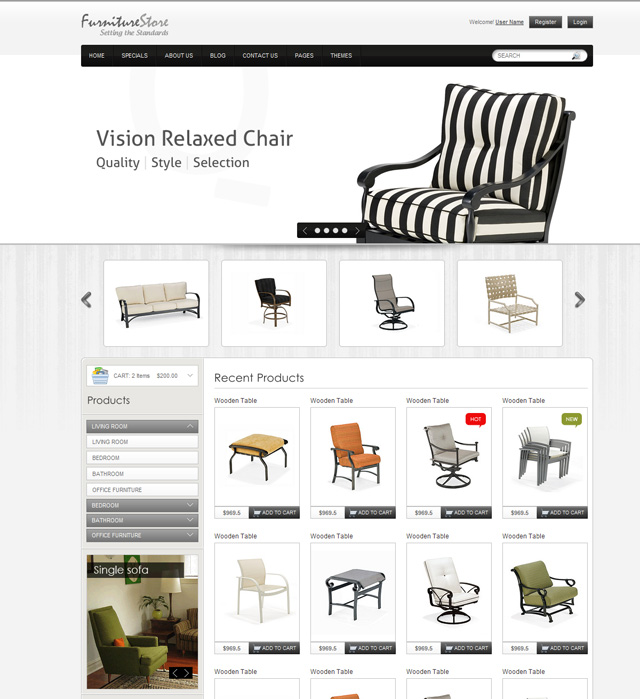 FurnitureStore
Setting the Standards
Welcome! User Name Register Login
HOME SPECIALS ABOUT US BLOG CONTACT US PAGES THEMES SEARCH
Vision Relaxed Chair
Quality | Style | Selection
CART: 2 Items $200.00
Products
LIVING ROOM
LIVING ROOM
BEDROOM
BATHROOM
OFFICE FURNITURE
BEDROOM
BATHROOM
OFFICE FURNITURE
Single sofa
Recent Products
Wooden Table Wooden Table Wooden Table Wooden Table
HOT NEW
$969.5 ADD TO CART $969.5 ADD TO CART $969.5 ADD TO CART $969.5 ADD TO CART
Wooden Table Wooden Table Wooden Table Wooden Table
$969.5 ADD TO CART $969.5 ADD TO CART $969.5 ADD TO CART $969.5 ADD TO CART
Wooden Table Wooden Table Wooden Table Wooden Table